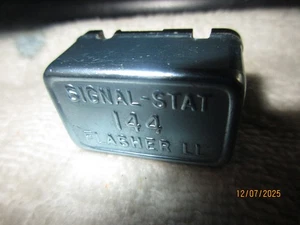 SIGNAL-STAT
144
FLASHER LL
12/07/2025